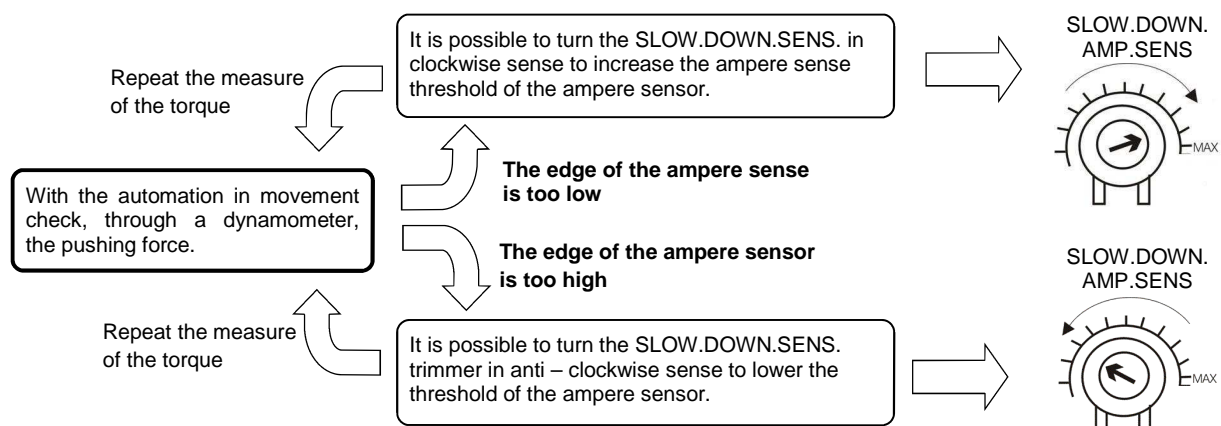 It is possible to turn the SLOW.DOWN.SENS. in
clockwise sense to increase the ampere sense
threshold of the ampere sensor.
SLOW.DOWN.
AMP.SENS
MAX
Repeat the measure
of the torque
The edge of the ampere sense
is too low
With the automation in movement
check, through a dynamometer,
the pushing force.
The edge of the ampere sensor
is too high
Repeat the measure
of the torque
It is possible to turn the SLOW.DOWN.SENS.
trimmer in anti – clockwise sense to lower the
threshold of the ampere sensor.
SLOW.DOWN.
AMP.SENS
MAX